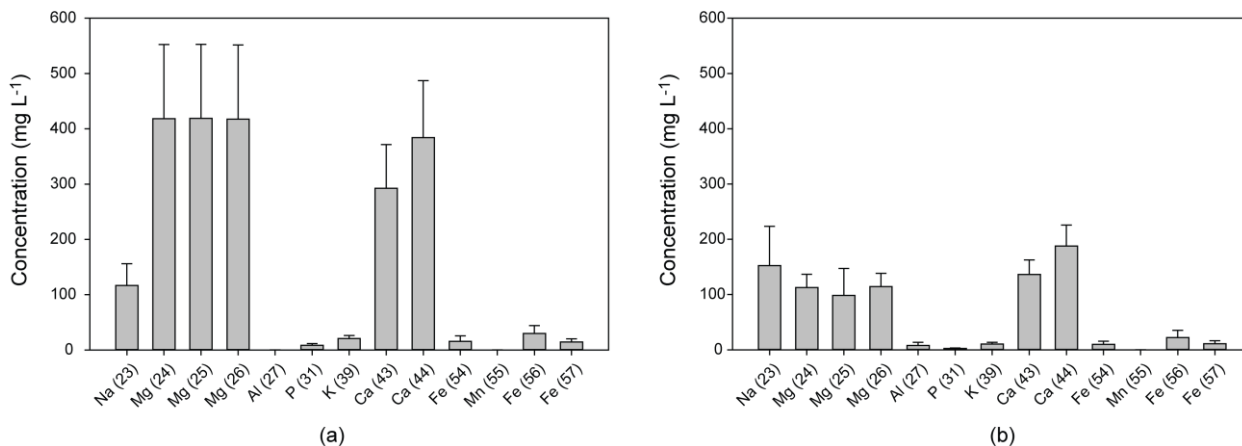 600
500
400
300
200
100
0
Concentration (mg L-1)
Na (23)
Mg (24)
Mg (25)
Mg (26)
Al (27)
P (31)
K (39)
Ca (43)
Ca (44)
Fe (54)
Mn (55)
Fe (56)
Fe (57)
(a)
600
500
400
300
200
100
0
Concentration (mg L-1)
Na (23)
Mg (24)
Mg (25)
Mg (26)
Al (27)
P (31)
K (39)
Ca (43)
Ca (44)
Fe (54)
Mn (55)
Fe (56)
Fe (57)
(b)